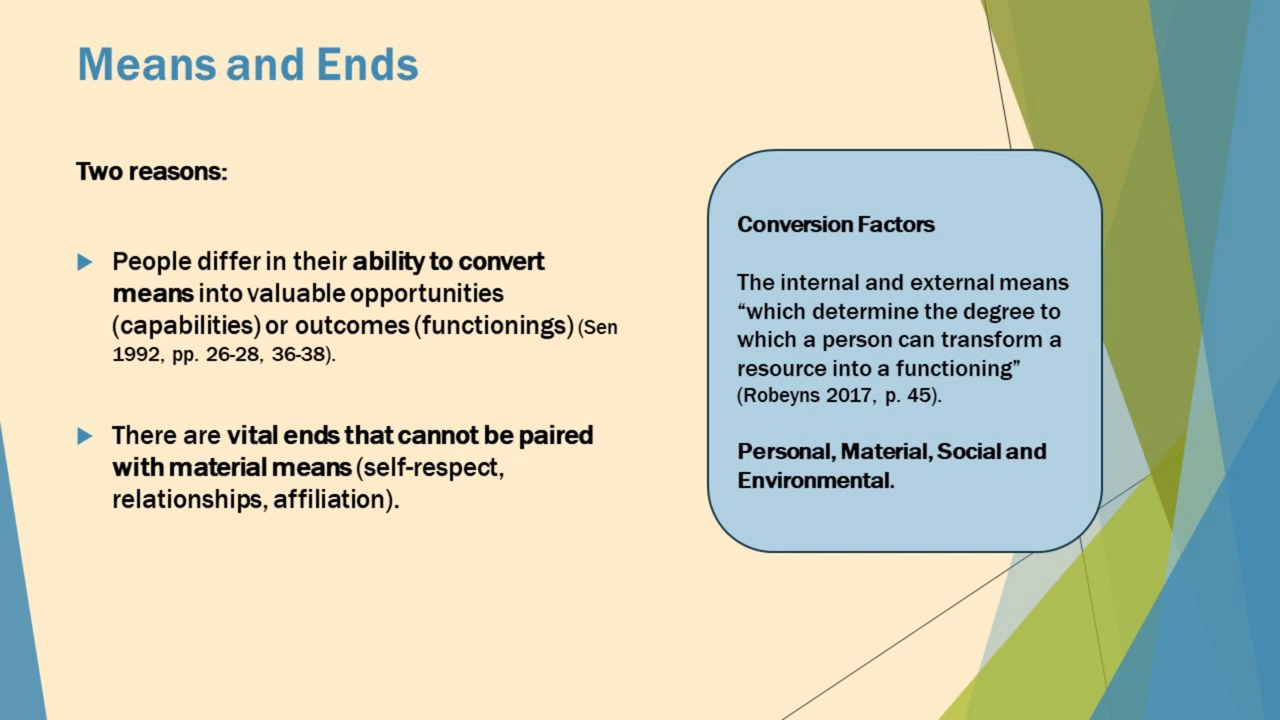 Means and Ends
Two reasons:
People differ in their ability to convert
means into valuable opportunities
(capabilities) or outcomes (functionings) (Sen
1992, pp. 26-28, 36-38).
There are vital ends that cannot be paired
with material means (self-respect,
relationships, affiliation).
Conversion Factors
The internal and external means
“which determine the degree to
which a person can transform a
resource into a functioning”
(Robeyns 2017, p. 45).
Personal, Material, Social and
Environmental.